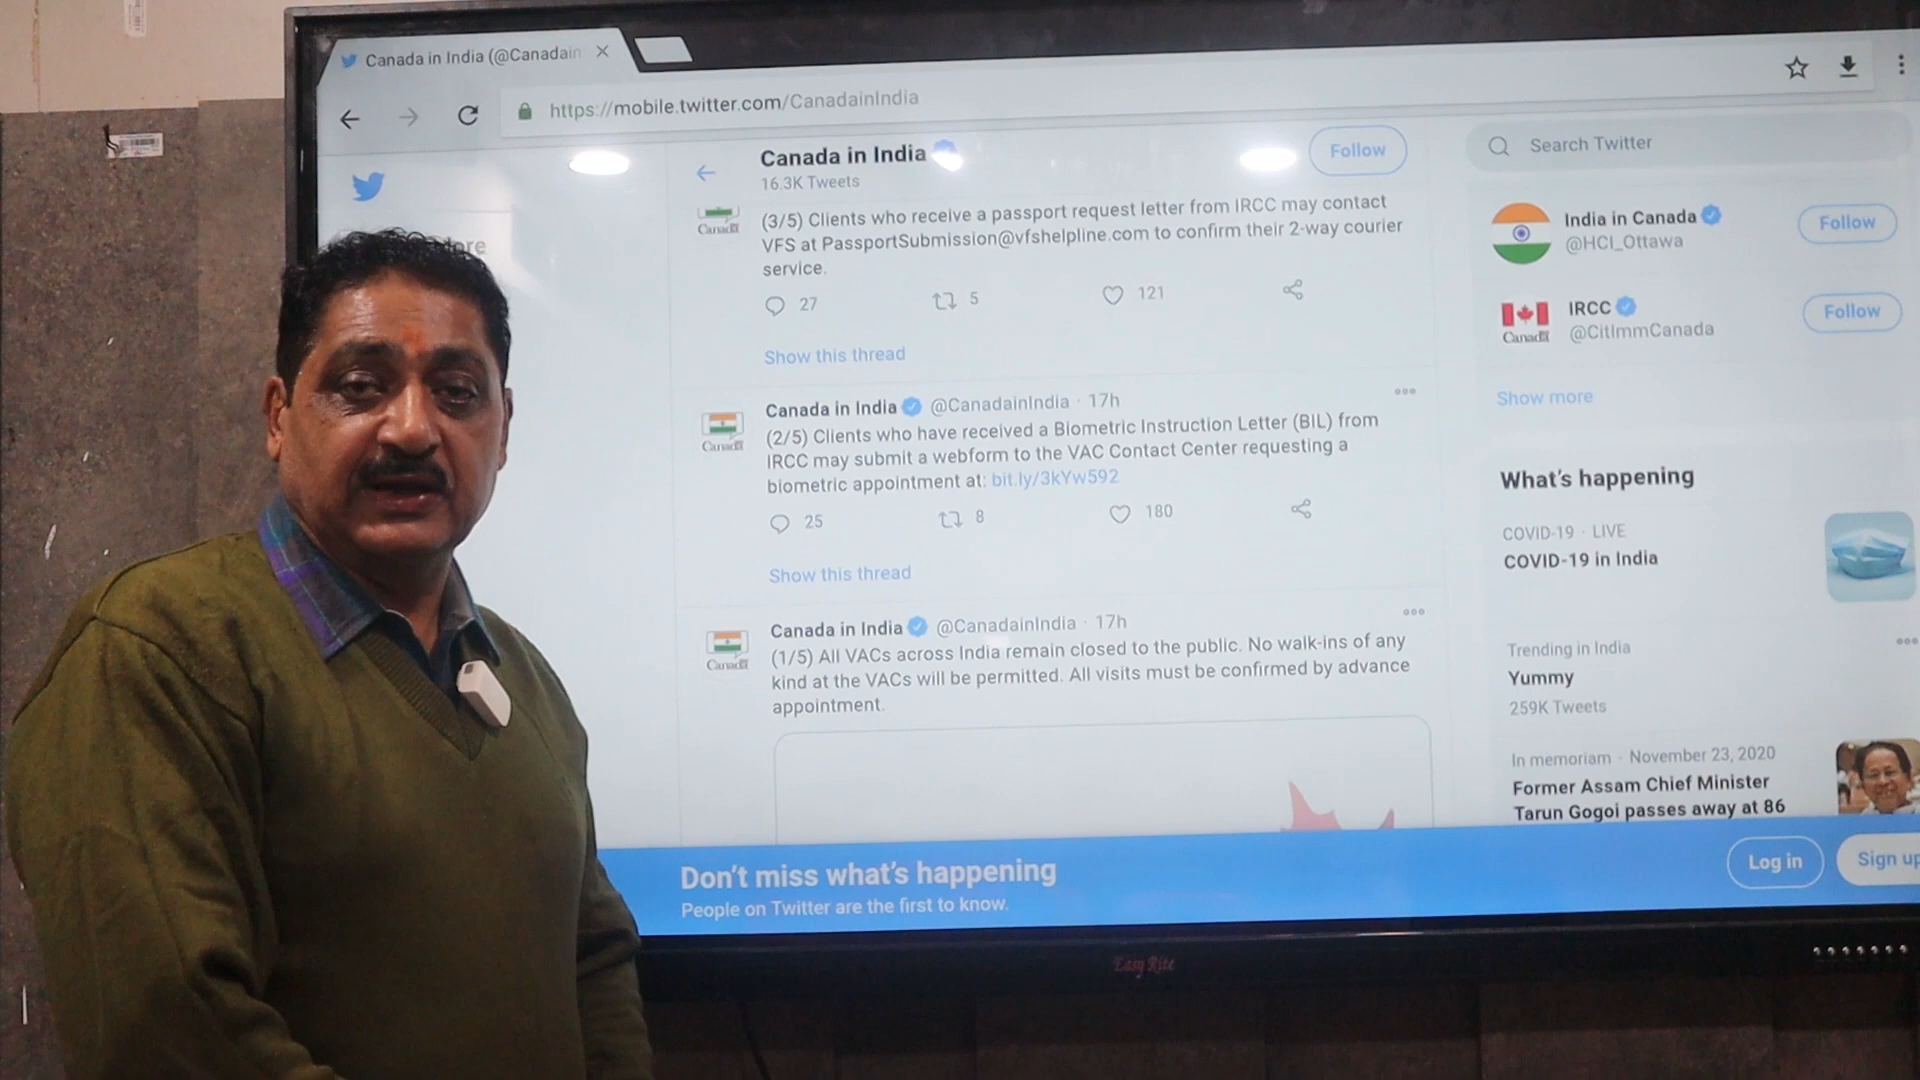 Canada in India (@Canadain
https://mobile.twitter.com/CanadainIndia
Canada in India
16.3K Tweets
Follow
Search Twitter
ore
Canada
(3/5) Clients who receive a passport request letter from IRCC may contact
VFS at PassportSubmission@vfshelpline.com to confirm their 2-way courier
service.
27 5 121
Show this thread
Canada in India @CanadainIndia · 17h
Canada
(2/5) Clients who have received a Biometric Instruction Letter (BIL) from
IRCC may submit a webform to the VAC Contact Center requesting a
biometric appointment at: bit.ly/3kYw592
25 8 180
Show this thread
Canada in India @CanadainIndia · 17h
Canada
(1/5) All VACs across India remain closed to the public. No walk-ins of any
kind at the VACs will be permitted. All visits must be confirmed by advance
appointment.
India in Canada
@HCI_Ottawa
Follow
IRCC
@CitImmCanada
Canada
Follow
Show more
What's happening
COVID-19 · LIVE
COVID-19 in India
Trending in India
Yummy
259K Tweets
In memoriam · November 23, 2020
Former Assam Chief Minister
Tarun Gogoi passes away at 86
Don't miss what's happening
People on Twitter are the first to know.
Log in
Sign up
Easy Rite